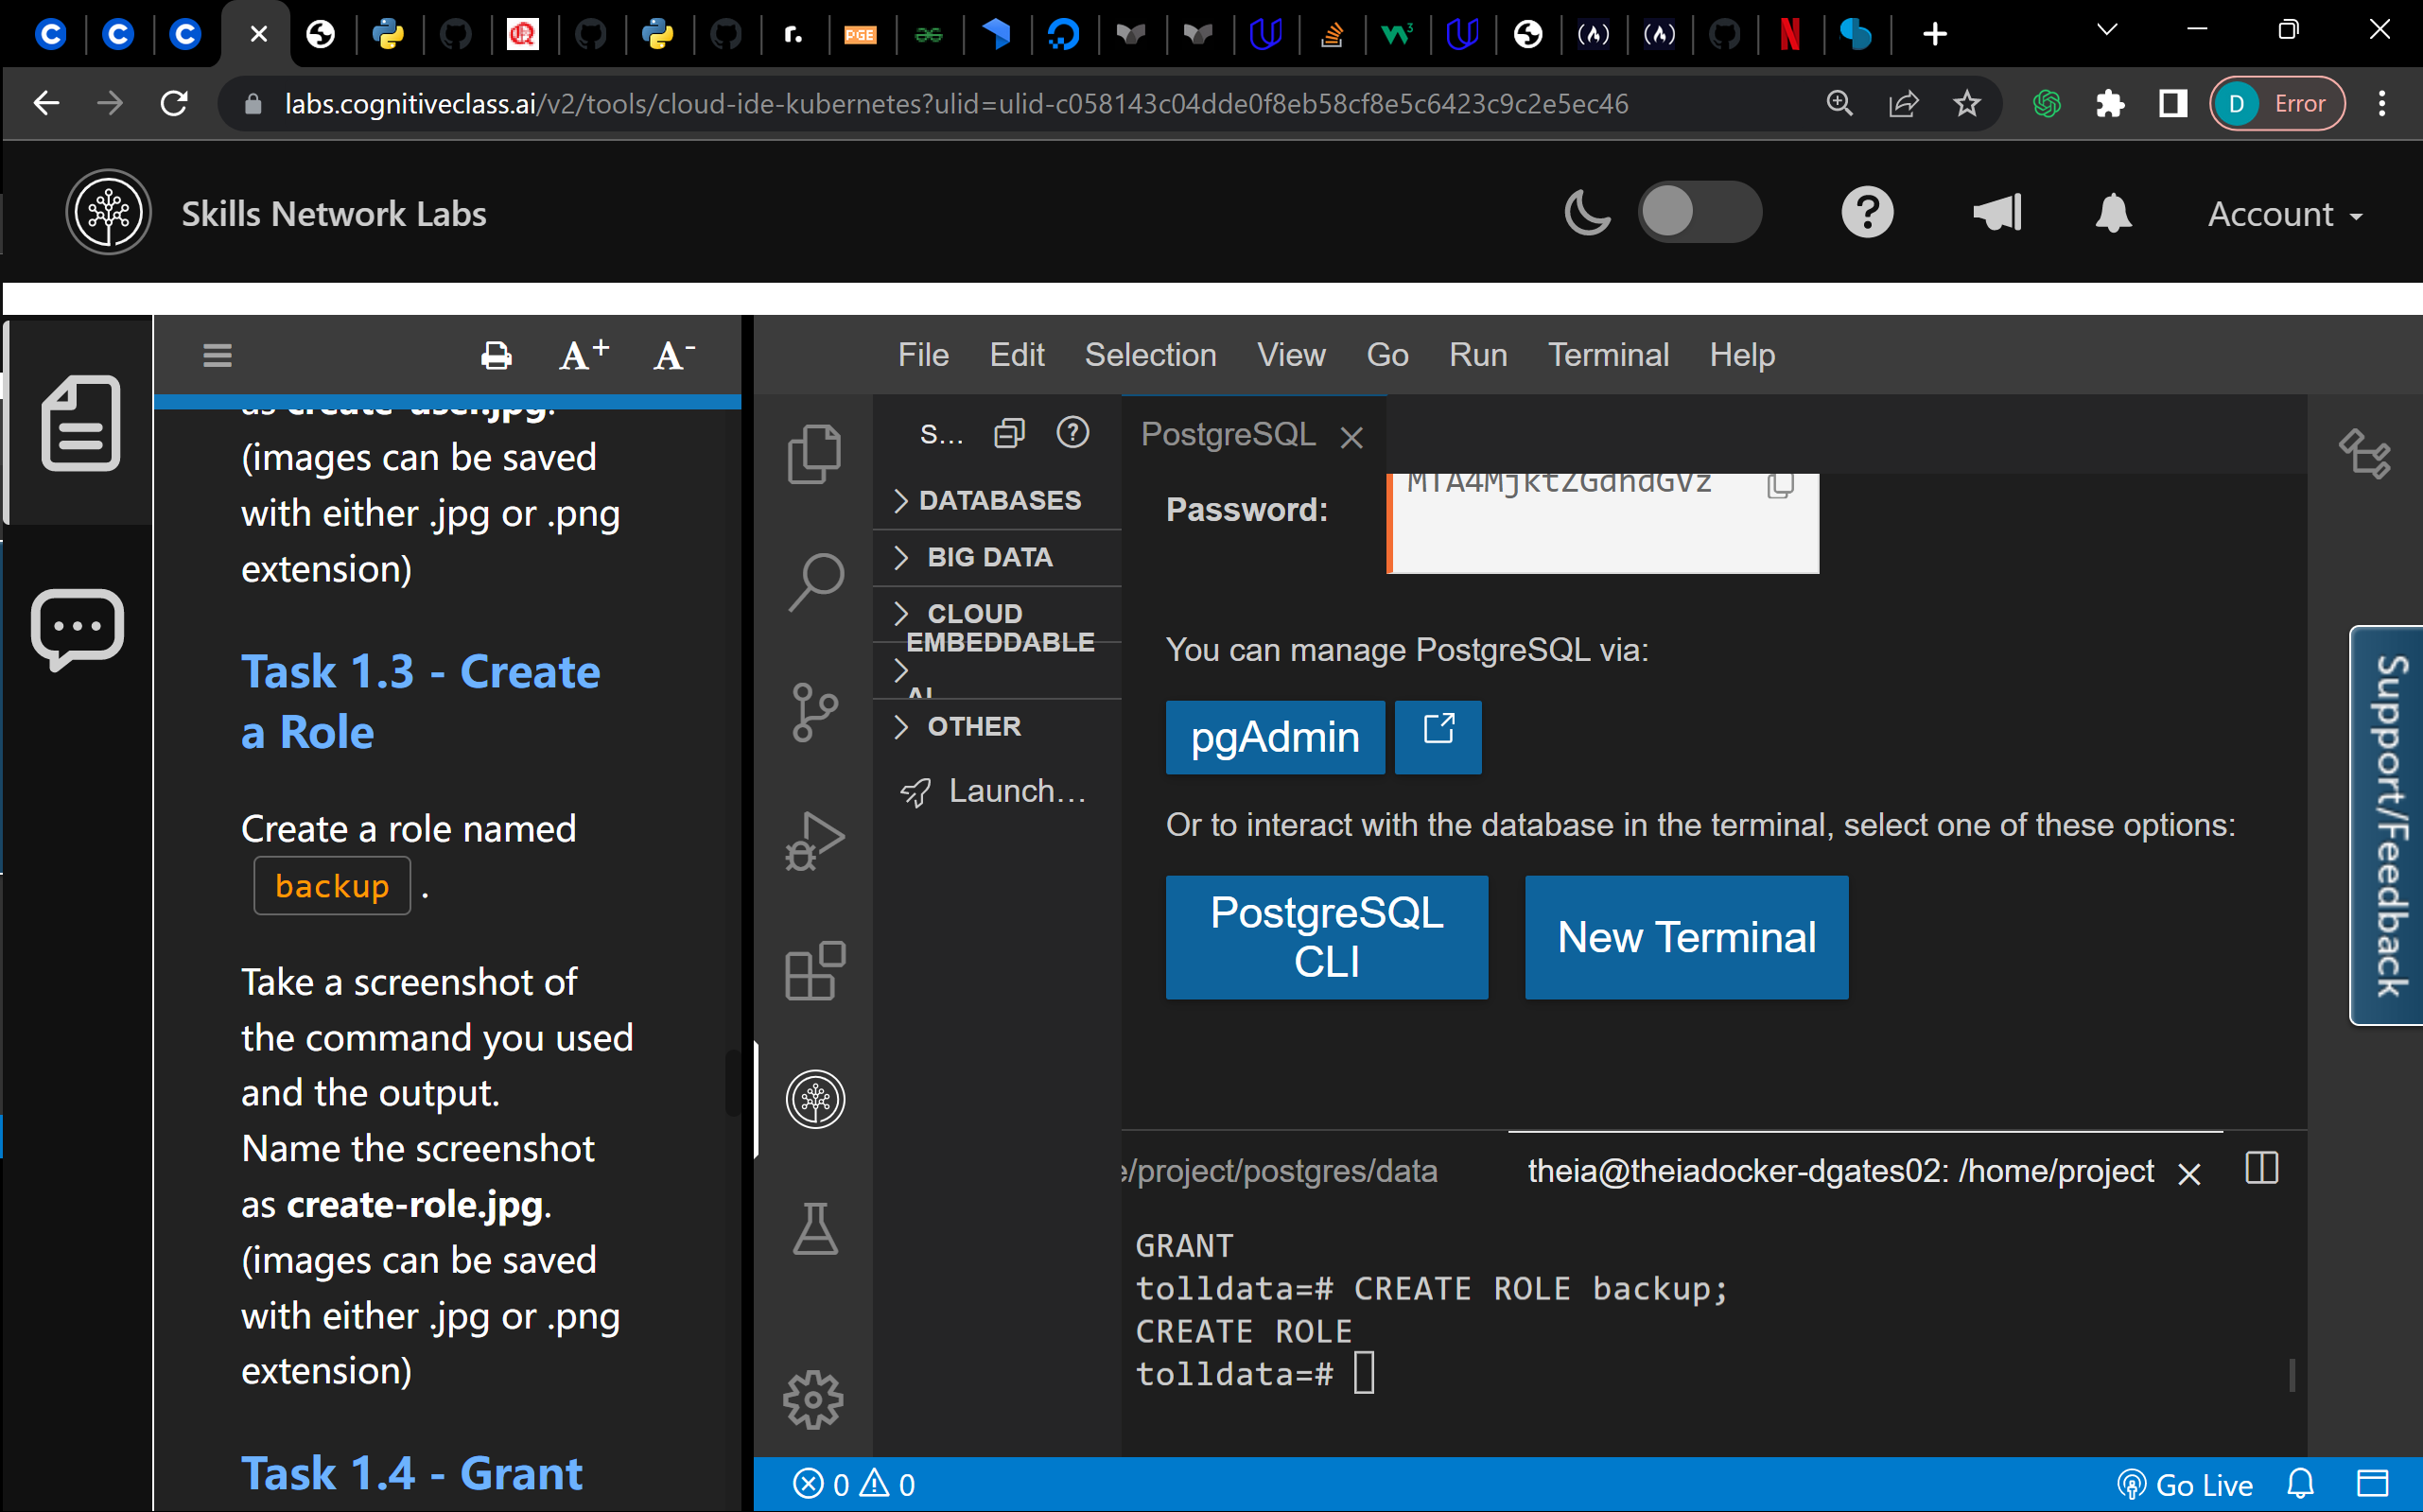 Error
labs.cognitiveclass.ai/v2/tools/cloud-ide-kubernetes?ulid=ulid-c058143c04dde0f8eb58cf8e5c6423c9c2e5ec46
D
Skills Network Labs
Account
A+ A-
as create-user.jpg.
(images can be saved
with either .jpg or .png
extension)
Task 1.3 - Create
a Role
Create a role named
backup .
Take a screenshot of
the command you used
and the output.
Name the screenshot
as create-role.jpg.
(images can be saved
with either .jpg or .png
extension)
Task 1.4 - Grant
File Edit Selection View Go Run Terminal Help
S...
DATABASES
BIG DATA
CLOUD
EMBEDDABLE
AI
OTHER
Launch...
PostgreSQL
Password:
MTA4MjktZGdhdGVz
You can manage PostgreSQL via:
pgAdmin
Or to interact with the database in the terminal, select one of these options:
PostgreSQL
CLI
New Terminal
e/project/postgres/data
theia@theiadocker-dgates02: /home/project
GRANT
tolldata=# CREATE ROLE backup;
CREATE ROLE
tolldata=#
0 0
Go Live
Support/Feedback